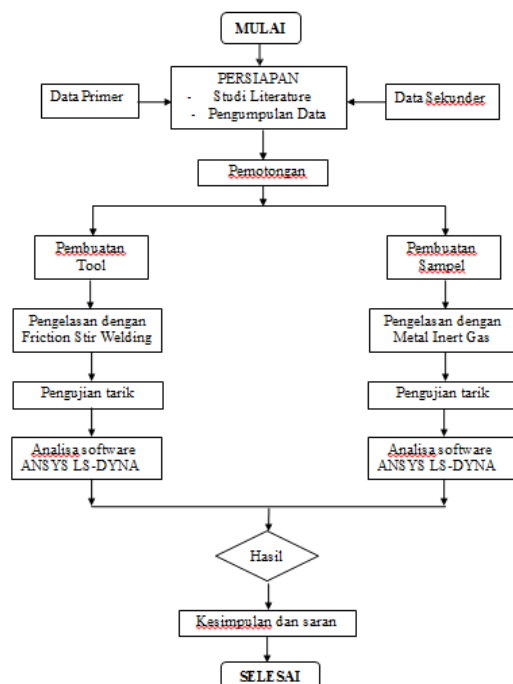 MULAI
PERSIAPAN
- Studi Literature
- Pengumpulan Data
Data Primer
Data Sekunder
Pemotongan
Pembuatan
Tool
Pembuatan
Sampel
Pengelasan dengan
Friction Stir Welding
Pengelasan dengan
Metal Inert Gas
Pengujian tarik
Pengujian tarik
Analisa software
ANSYS LS-DYNA
Analisa software
ANSYS LS-DYNA
Hasil
Kesimpulan dan saran
SELESAI